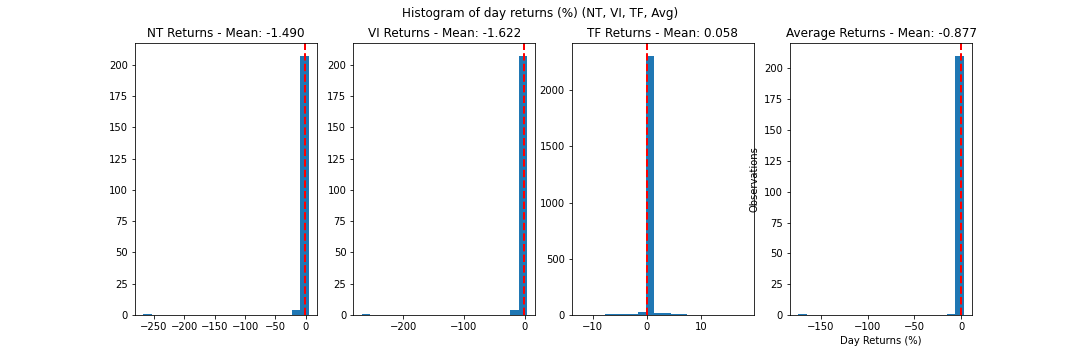 Histogram of day returns (%) (NT, VI, TF, Avg)
NT Returns - Mean: -1.490
VI Returns - Mean: -1.622
TF Returns - Mean: 0.058
Average Returns - Mean: -0.877
200
175
150
125
100
75
50
25
0
−250 −200 −150 −100 −50 0
200
175
150
125
100
75
50
25
0
−200 −100 0
2000
1500
1000
500
0
−10 0 10
Observations
200
175
150
125
100
75
50
25
0
−150 −100 −50 0
Day Returns (%)